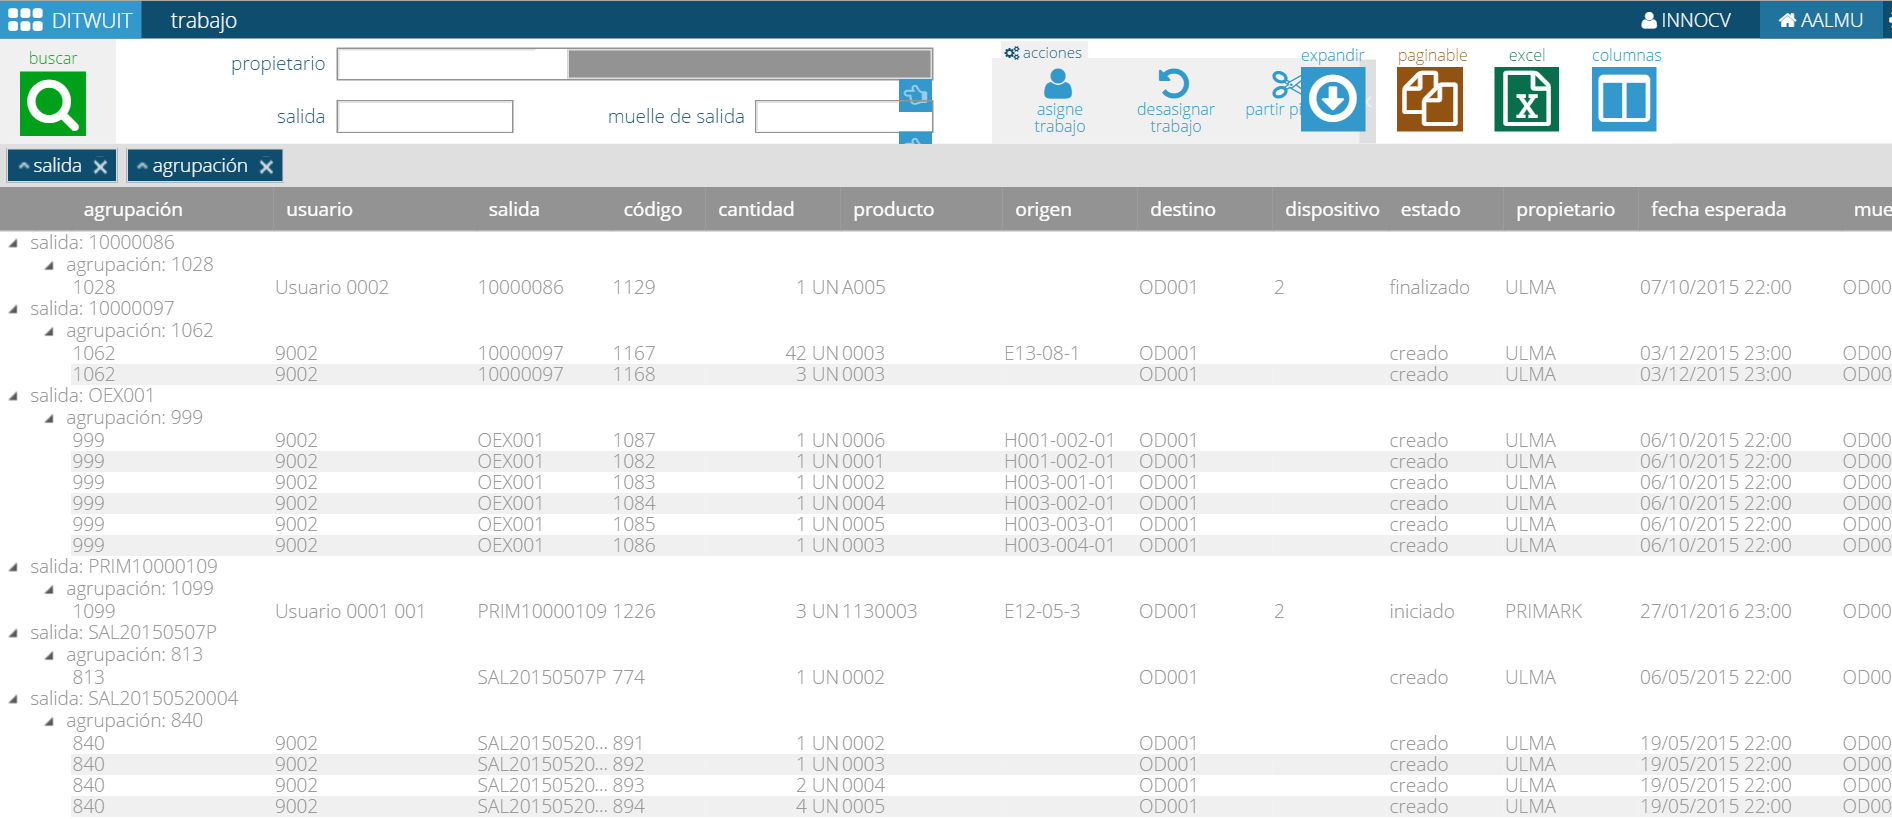 DITWUIT trabajo INNOCV AALMU
buscar
propietario
salida muelle de salida
acciones
asigne trabajo
desasignar trabajo
partir
expandir paginable excel columnas
salida agrupación
agrupación usuario salida código cantidad producto origen destino dispositivo estado propietario fecha esperada mue
salida: 10000086
agrupación: 1028
1028 Usuario 0002 10000086 1129 1 UN A005 OD001 2 finalizado ULMA 07/10/2015 22:00 OD00
salida: 10000097
agrupación: 1062
1062 9002 10000097 1167 42 UN 0003 E13-08-1 OD001 creado ULMA 03/12/2015 23:00 OD00
1062 9002 10000097 1168 3 UN 0003 OD001 creado ULMA 03/12/2015 23:00 OD00
salida: OEX001
agrupación: 999
999 9002 OEX001 1087 1 UN 0006 H001-002-01 OD001 creado ULMA 06/10/2015 22:00 OD00
999 9002 OEX001 1082 1 UN 0001 H001-002-01 OD001 creado ULMA 06/10/2015 22:00 OD00
999 9002 OEX001 1083 1 UN 0002 H003-001-01 OD001 creado ULMA 06/10/2015 22:00 OD00
999 9002 OEX001 1084 1 UN 0004 H003-002-01 OD001 creado ULMA 06/10/2015 22:00 OD00
999 9002 OEX001 1085 1 UN 0005 H003-003-01 OD001 creado ULMA 06/10/2015 22:00 OD00
999 9002 OEX001 1086 1 UN 0003 H003-004-01 OD001 creado ULMA 06/10/2015 22:00 OD00
salida: PRIM10000109
agrupación: 1099
1099 Usuario 0001 001 PRIM10000109 1226 3 UN 1130003 E12-05-3 OD001 2 iniciado PRIMARK 27/01/2016 23:00 OD00
salida: SAL20150507P
agrupación: 813
813 SAL20150507P 774 1 UN 0002 OD001 creado ULMA 06/05/2015 22:00 OD00
salida: SAL20150520004
agrupación: 840
840 9002 SAL20150520... 891 1 UN 0002 OD001 creado ULMA 19/05/2015 22:00 OD00
840 9002 SAL20150520... 892 1 UN 0003 OD001 creado ULMA 19/05/2015 22:00 OD00
840 9002 SAL20150520... 893 2 UN 0004 OD001 creado ULMA 19/05/2015 22:00 OD00
840 9002 SAL20150520... 894 4 UN 0005 OD001 creado ULMA 19/05/2015 22:00 OD00